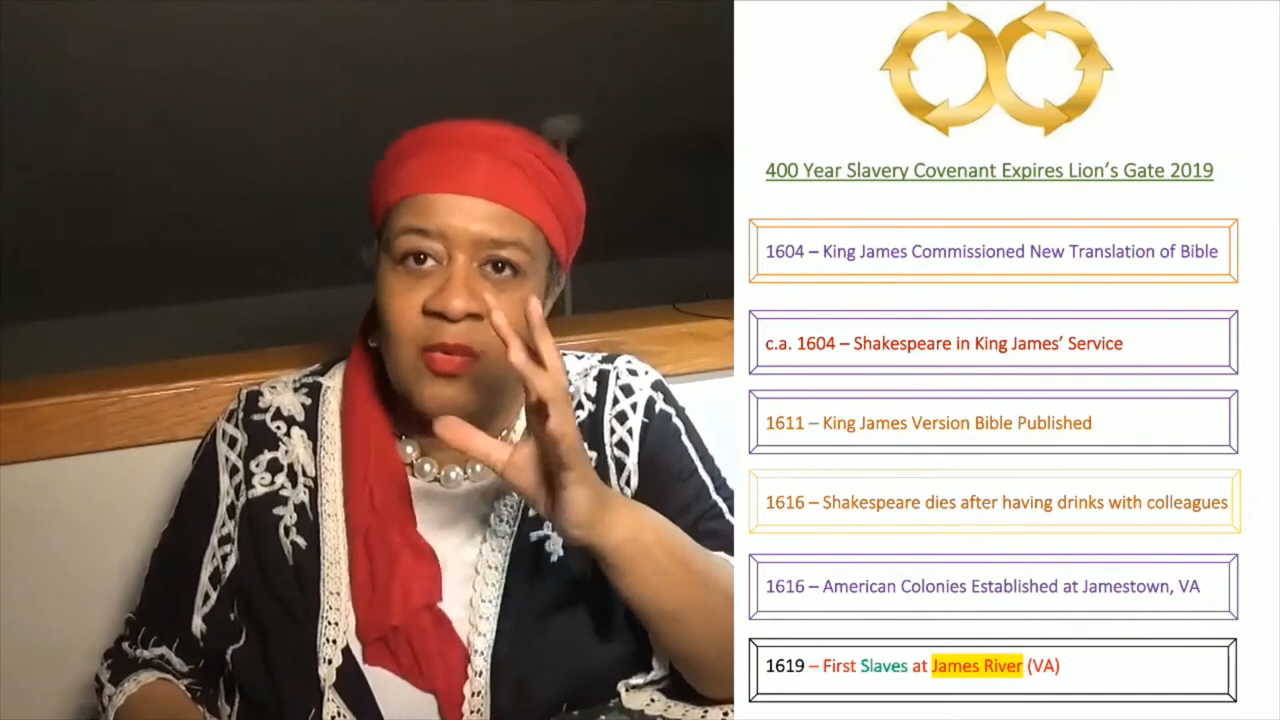 400 Year Slavery Covenant Expires Lion's Gate 2019
1604 – King James Commissioned New Translation of Bible
c.a. 1604 – Shakespeare in King James' Service
1611 – King James Version Bible Published
1616 – Shakespeare dies after having drinks with colleagues
1616 – American Colonies Established at Jamestown, VA
1619 – First Slaves at James River (VA)